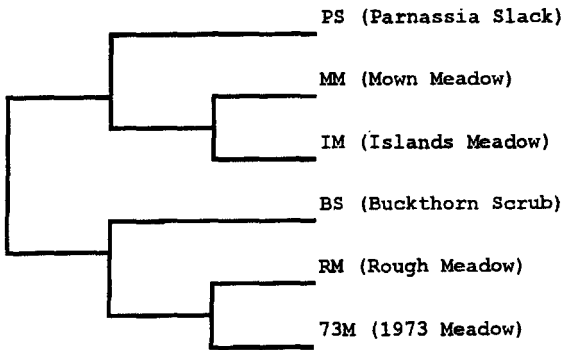 PS (Parnassia Slack)
MM (Mown Meadow)
IM (Islands Meadow)
BS (Buckthorn Scrub)
RM (Rough Meadow)
73M (1973 Meadow)